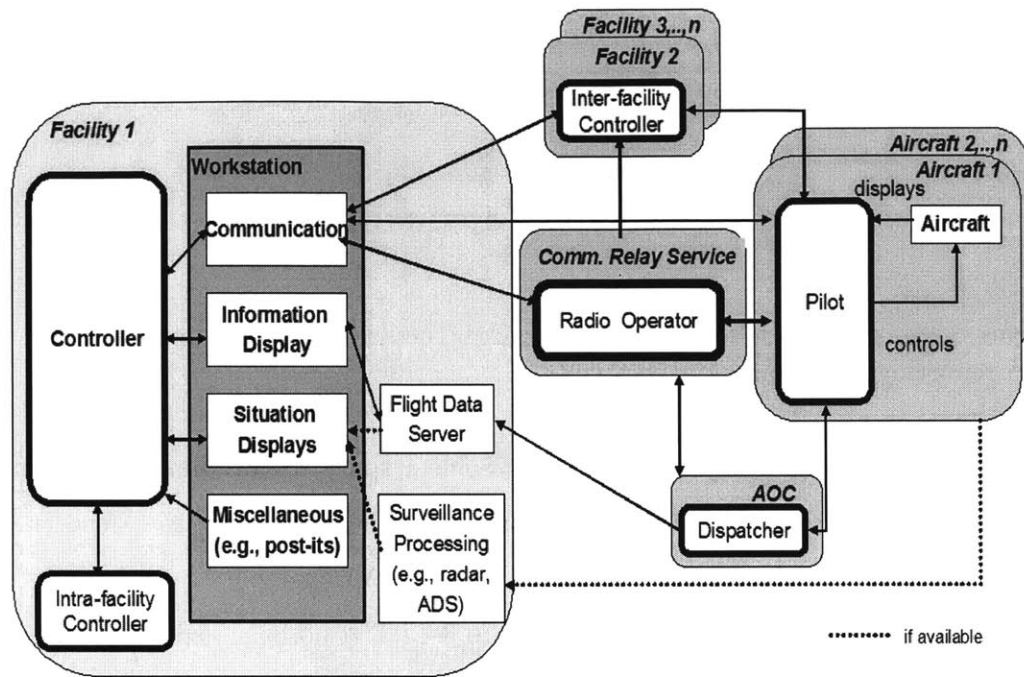 Facility 3,..,n
Facility 2
Inter-facility
Controller
Facility 1
Workstation
Communication
Controller
Information
Display
Situation
Displays
Miscellaneous
(e.g., post-its)
Intra-facility
Controller
Flight Data
Server
Surveillance
Processing
(e.g., radar,
ADS)
Comm. Relay Service
Radio Operator
Aircraft 2,..,n
Aircraft 1
displays
Aircraft
Pilot
controls
AOC
Dispatcher
if available